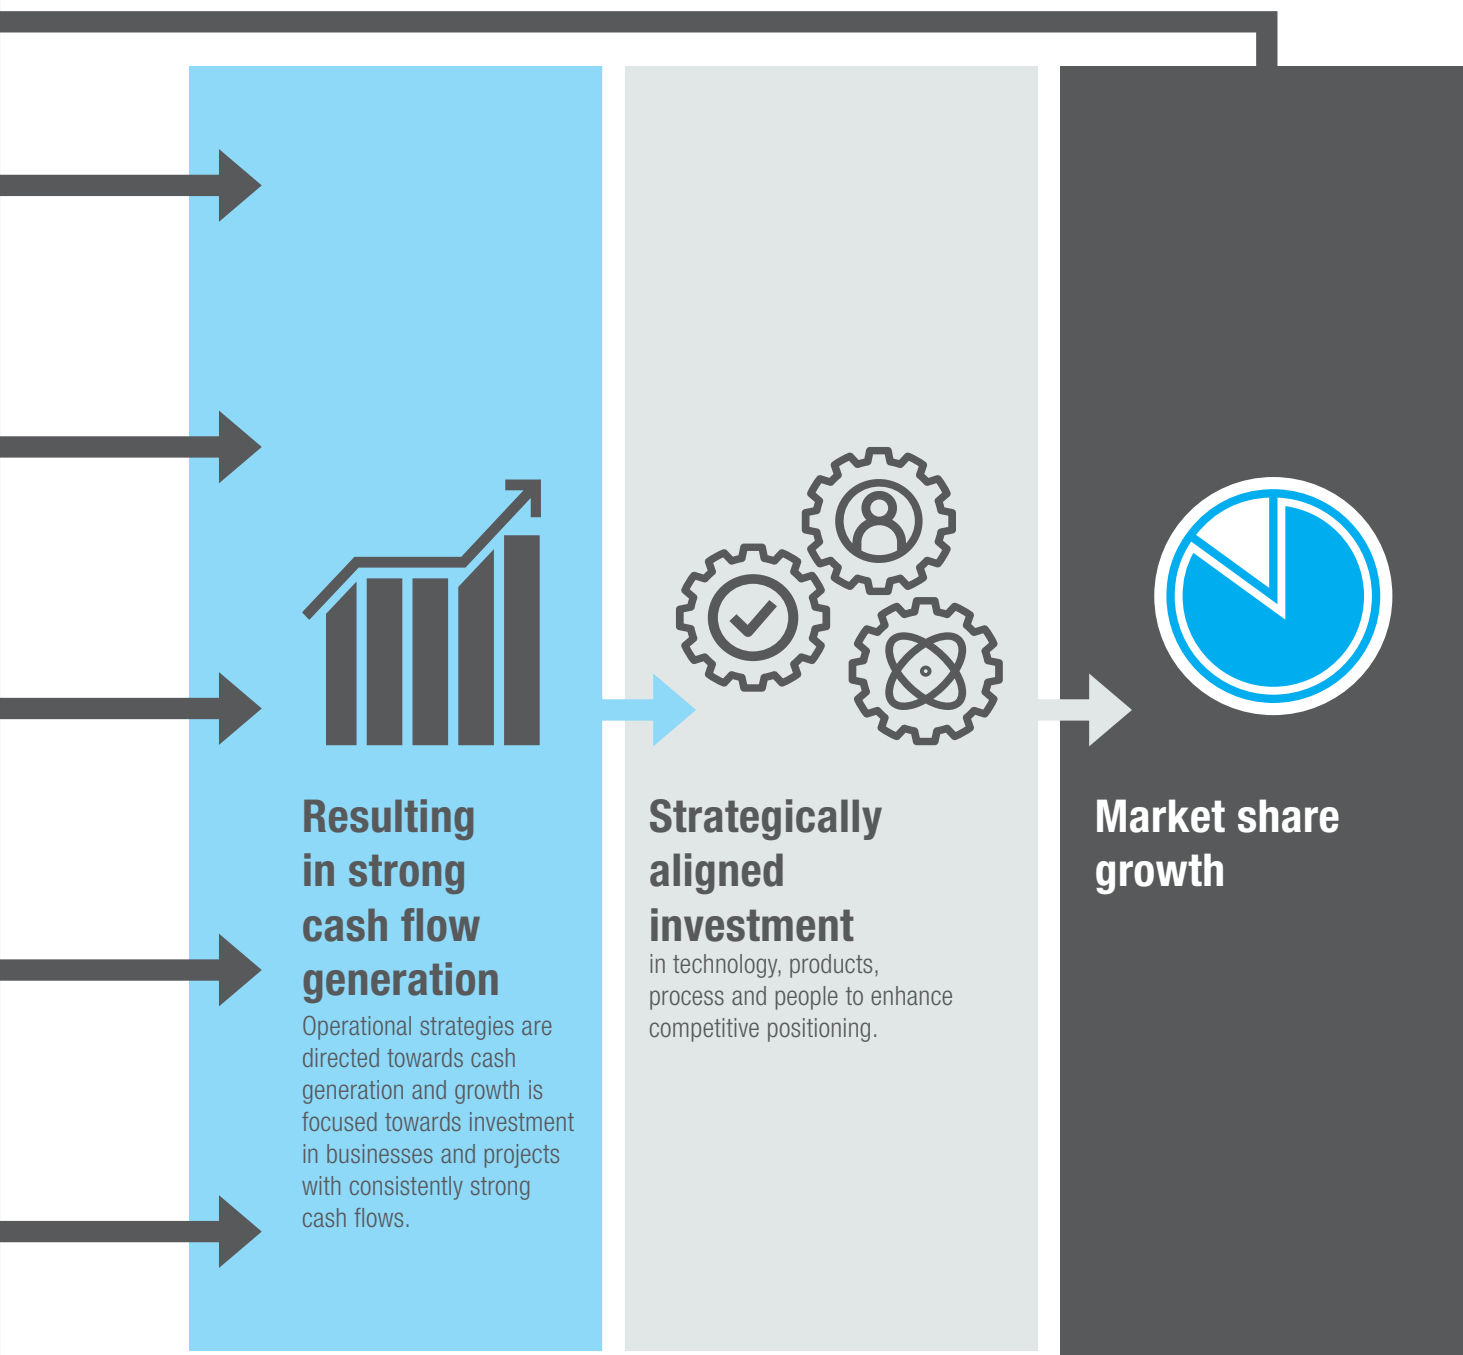 Resulting
in strong
cash flow
generation
Operational strategies are
directed towards cash
generation and growth is
focused towards investment
in businesses and projects
with consistently strong
cash flows.
Strategically
aligned
investment
in technology, products,
process and people to enhance
competitive positioning.
Market share
growth